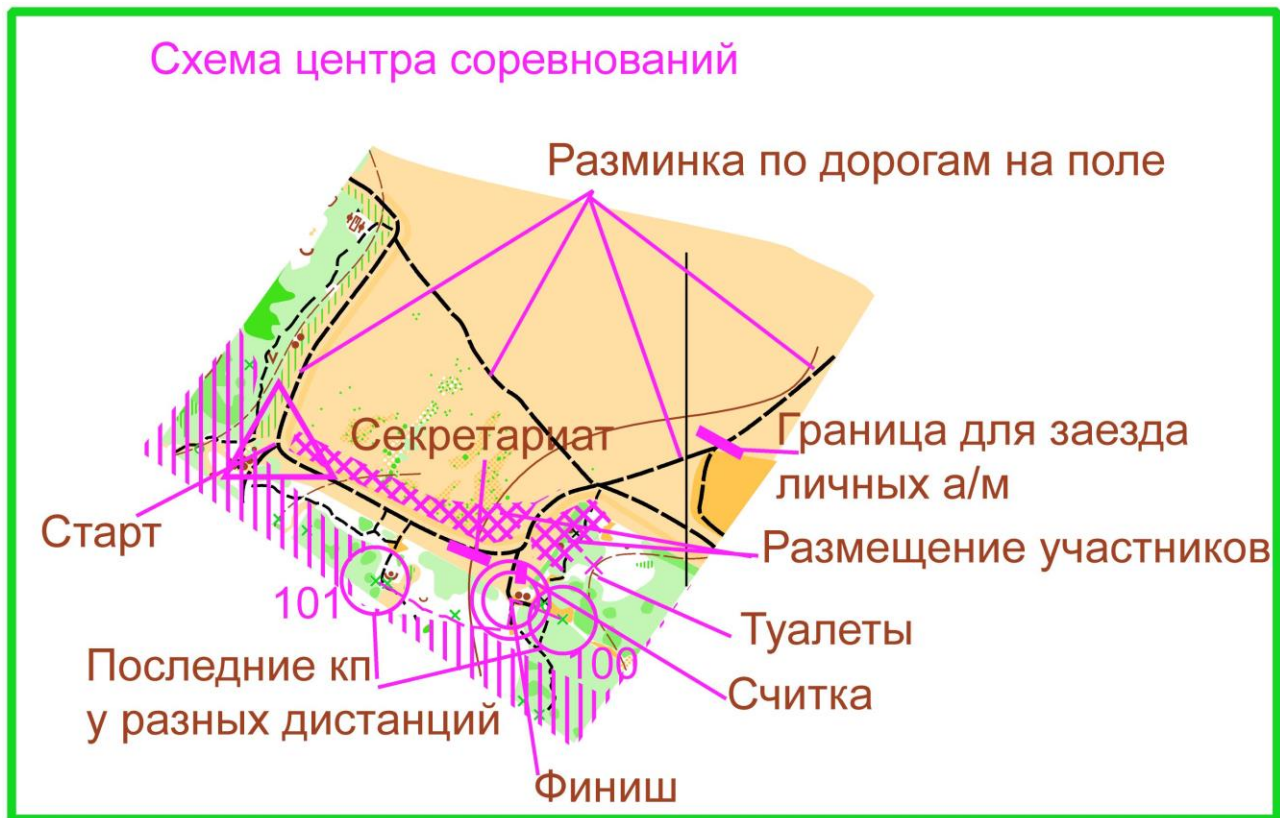 Схема центра соревнований
Разминка по дорогам на поле
Секретариат
Граница для заезда
личных а/м
Старт
Размещение участников
101
Туалеты
Последние кп
100
Считка
у разных дистанций
Финиш